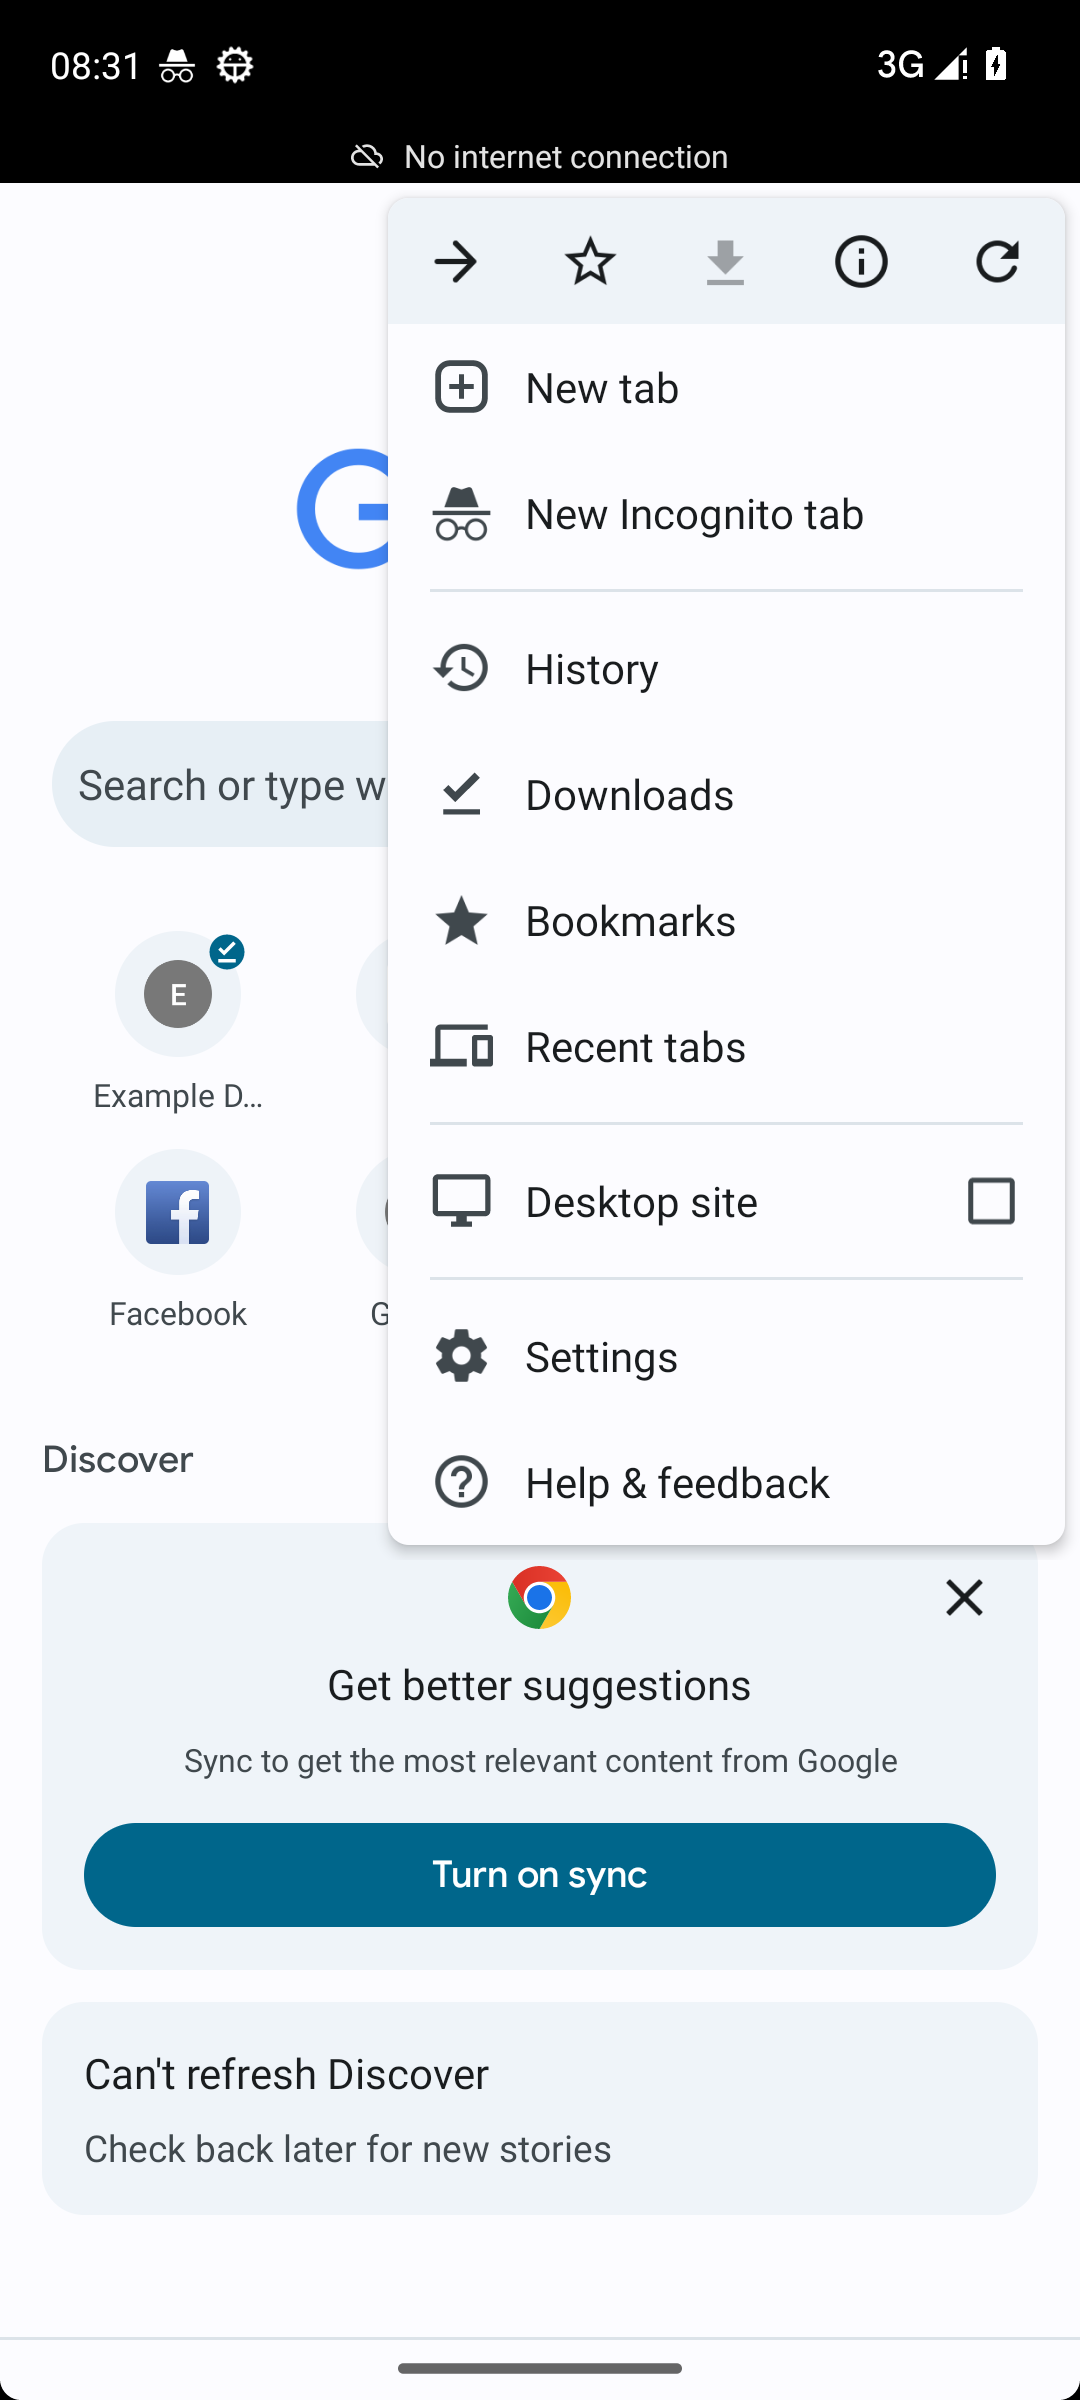 08:31
3G
No internet connection
New tab
New Incognito tab
History
Downloads
Bookmarks
Recent tabs
Desktop site
Settings
Help & feedback
G
Search or type w
E
Example D...
Facebook
G
Discover
Get better suggestions
Sync to get the most relevant content from Google
Turn on sync
Can't refresh Discover
Check back later for new stories